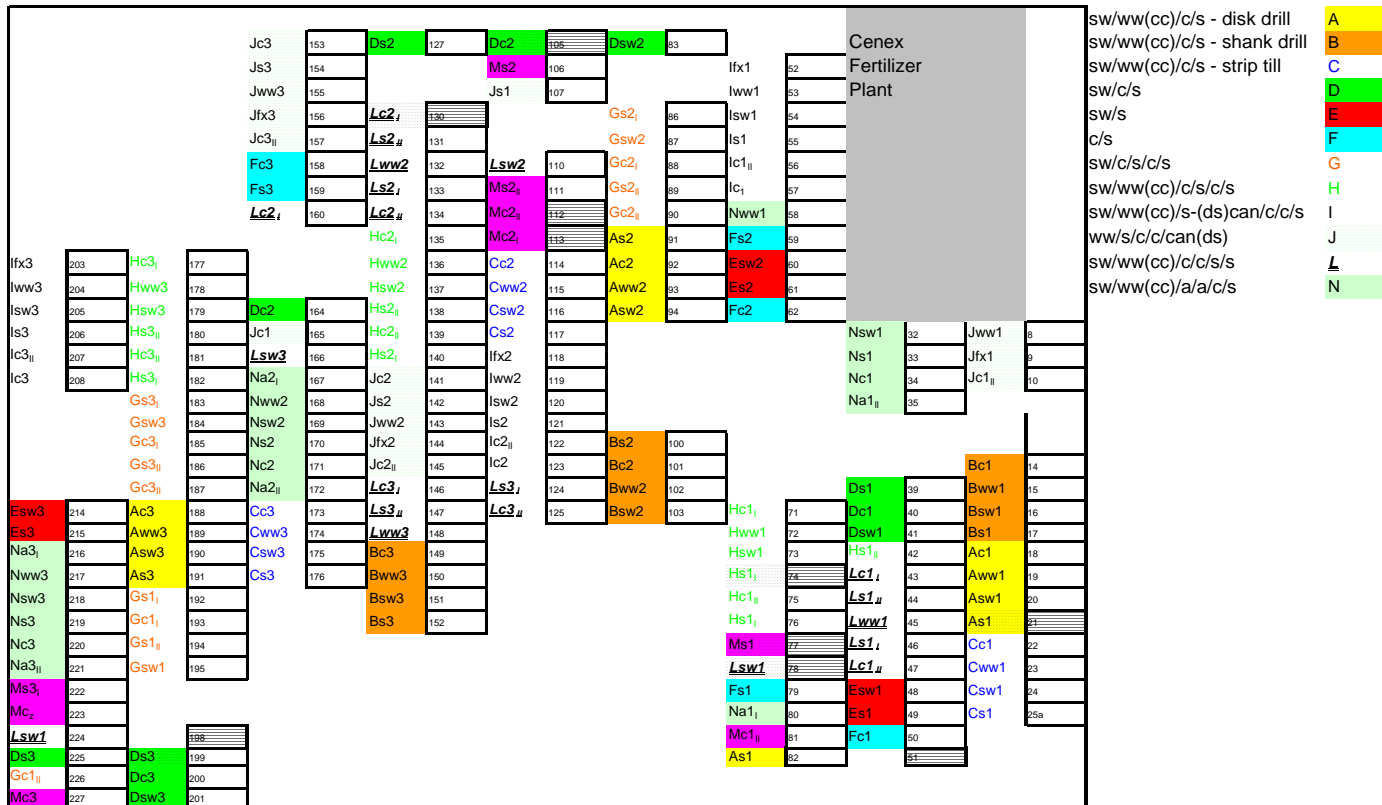 sw/ww(cc)/c/s - disk drill A
Jc3 153 Ds2 127 Dc2 105 Dsw2 83 Cenex sw/ww(cc)/c/s - shank drill B
Js3 154 Ms2 106 Ifx1 52 Fertilizer sw/ww(cc)/c/s - strip till C
Jww3 155 Js1 107 Iww1 53 Plant sw/c/s D
Jfx3 156 Lc2I 130 Gs2I 86 Isw1 54 sw/s E
Jc3II 157 Ls2II 131 Gsw2 87 Is1 55 c/s F
Fc3 158 Lww2 132 Lsw2 110 Gc2I 88 Ic1II 56 sw/c/s/c/s G
Fs3 159 Ls2I 133 Ms2II 111 Gs2II 89 Ic1 57 sw/ww(cc)/c/s/c/s H
Lc2I 160 Lc2II 134 Mc2II 112 Gc2II 90 Nww1 58 sw/ww(cc)/s-(ds)can/c/c/s I
Hc2I 135 Mc2I 113 As2 91 Fs2 59 ww/s/c/c/can(ds) J
Ifx3 203 Hc3I 177 Hww2 136 Cc2 114 Ac2 92 Esw2 60 sw/ww(cc)/c/c/s/s L
Iww3 204 Hww3 178 Hsw2 137 Cww2 115 Aww2 93 Es2 61 sw/ww(cc)/a/a/c/s N
Isw3 205 Hsw3 179 Dc2 164 Hs2II 138 Csw2 116 Asw2 94 Fc2 62
Is3 206 Hs3II 180 Jc1 165 Hc2II 139 Cs2 117 Nsw1 32 Jww1 8
Ic3II 207 Hc3II 181 Lsw3 166 Hs2I 140 Ifx2 118 Ns1 33 Jfx1 9
Ic3 208 Hs3I 182 Na2I 167 Jc2 141 Iww2 119 Nc1 34 Jc1II 10
Gs3I 183 Nww2 168 Js2 142 Isw2 120 Na1II 35
Gsw3 184 Nsw2 169 Jww2 143 Is2 121
Gc3I 185 Ns2 170 Jfx2 144 Ic2II 122 Bs2 100
Gs3II 186 Nc2 171 Jc2II 145 Ic2 123 Bc2 101 Bc1 14
Gc3II 187 Na2II 172 Lc3I 146 Ls3I 124 Bww2 102 Ds1 39 Bww1 15
Esw3 214 Ac3 188 Cc3 173 Ls3II 147 Lc3II 125 Bsw2 103 Hc1I 71 Dc1 40 Bsw1 16
Es3 215 Aww3 189 Cww3 174 Lww3 148 Hww1 72 Dsw1 41 Bs1 17
Na3I 216 Asw3 190 Csw3 175 Bc3 149 Hsw1 73 Hs1II 42 Ac1 18
Nww3 217 As3 191 Cs3 176 Bww3 150 Hs1I 74 Lc1I 43 Aww1 19
Nsw3 218 Gs1I 192 Bsw3 151 Hc1II 75 Ls1II 44 Asw1 20
Ns3 219 Gc1I 193 Bs3 152 Hs1I 76 Lww1 45 As1 21
Nc3 220 Gs1II 194 Ms1 77 Ls1I 46 Cc1 22
Na3II 221 Gsw1 195 Lsw1 78 Lc1II 47 Cww1 23
Ms3I 222 Fs1 79 Esw1 48 Csw1 24
Mcz 223 Na1I 80 Es1 49 Cs1 25a
Lsw1 224 198 Mc1II 81 Fc1 50
Ds3 225 Ds3 199 As1 82 51
Gc1II 226 Dc3 200
Mc3 227 Dsw3 201